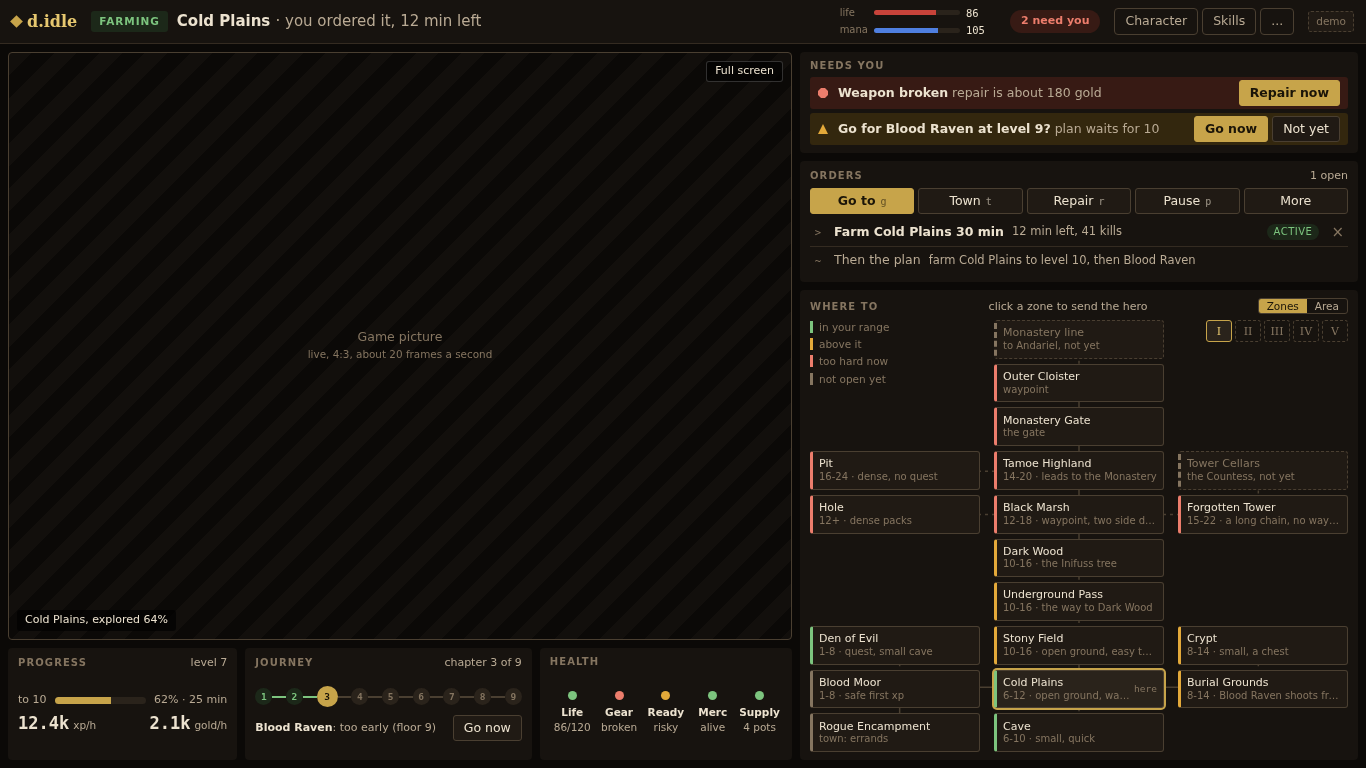 d.idle FARMING Cold Plains · you ordered it, 12 min left
life 86
mana 105
2 need you
Character Skills ... demo
Full screen
Game picture
live, 4:3, about 20 frames a second
Cold Plains, explored 64%
PROGRESS level 7
to 10 62% · 25 min
12.4k xp/h 2.1k gold/h
JOURNEY chapter 3 of 9
1 2 3 4 5 6 7 8 9
Blood Raven: too early (floor 9) Go now
HEALTH
Life Gear Ready Merc Supply
86/120 broken risky alive 4 pots
NEEDS YOU
Weapon broken repair is about 180 gold Repair now
Go for Blood Raven at level 9? plan waits for 10 Go now Not yet
ORDERS 1 open
Go to g Town t Repair r Pause p More
> Farm Cold Plains 30 min 12 min left, 41 kills ACTIVE ×
~ Then the plan farm Cold Plains to level 10, then Blood Raven
WHERE TO click a zone to send the hero Zones Area
in your range
above it
too hard now
not open yet
I II III IV V
Monastery line
to Andariel, not yet
Outer Cloister
waypoint
Monastery Gate
the gate
Pit
16-24 · dense, no quest
Tamoe Highland
14-20 · leads to the Monastery
Tower Cellars
the Countess, not yet
Hole
12+ · dense packs
Black Marsh
12-18 · waypoint, two side d...
Forgotten Tower
15-22 · a long chain, no way...
Dark Wood
10-16 · the Inifuss tree
Underground Pass
10-16 · the way to Dark Wood
Den of Evil
1-8 · quest, small cave
Stony Field
10-16 · open ground, easy t...
Crypt
8-14 · small, a chest
Blood Moor
1-8 · safe first xp
Cold Plains
6-12 · open ground, wa... here
Burial Grounds
8-14 · Blood Raven shoots fr...
Rogue Encampment
town: errands
Cave
6-10 · small, quick